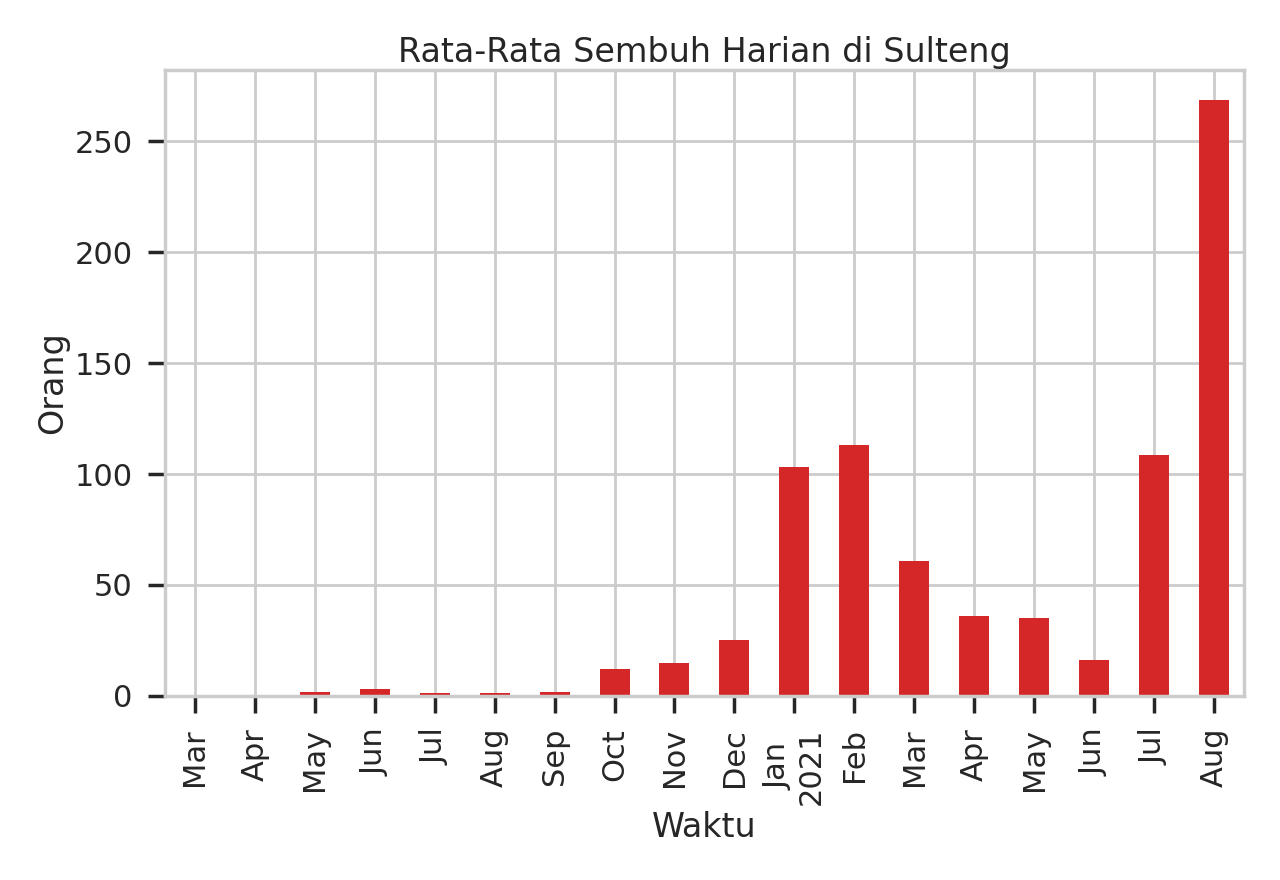 Rata-Rata Sembuh Harian di Sulteng
Orang
250
200
150
100
50
0
Mar
Apr
May
Jun
Jul
Aug
Sep
Oct
Nov
Dec
Jan
2021
Feb
Mar
Apr
May
Jun
Jul
Aug
Waktu